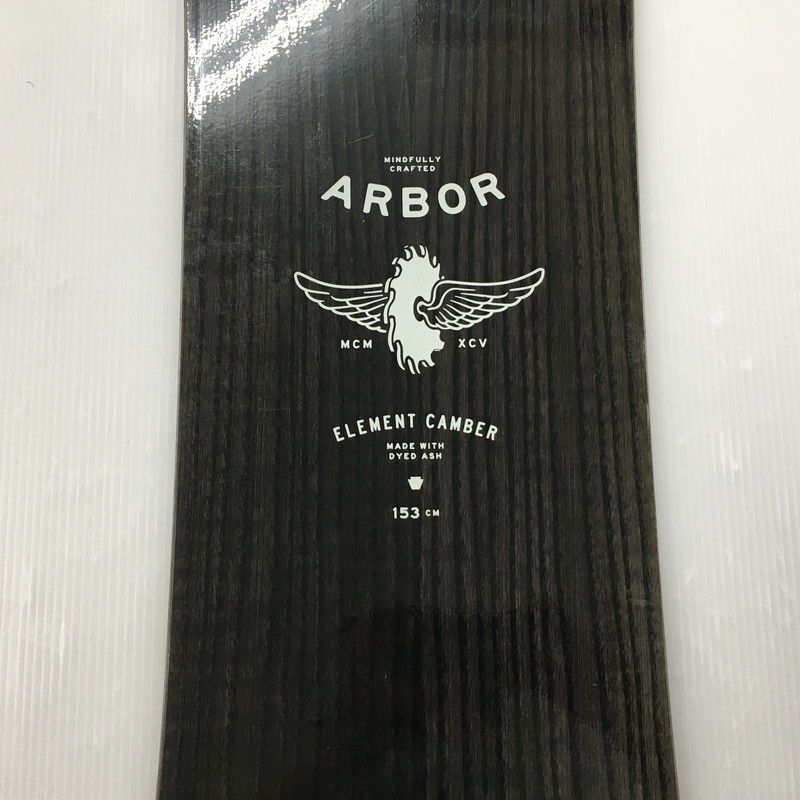 MINDFULLY
CRAFTED
ARBOR
MCM XCV
ELEMENT CAMBER
MADE WITH
DYED ASH
153 CM